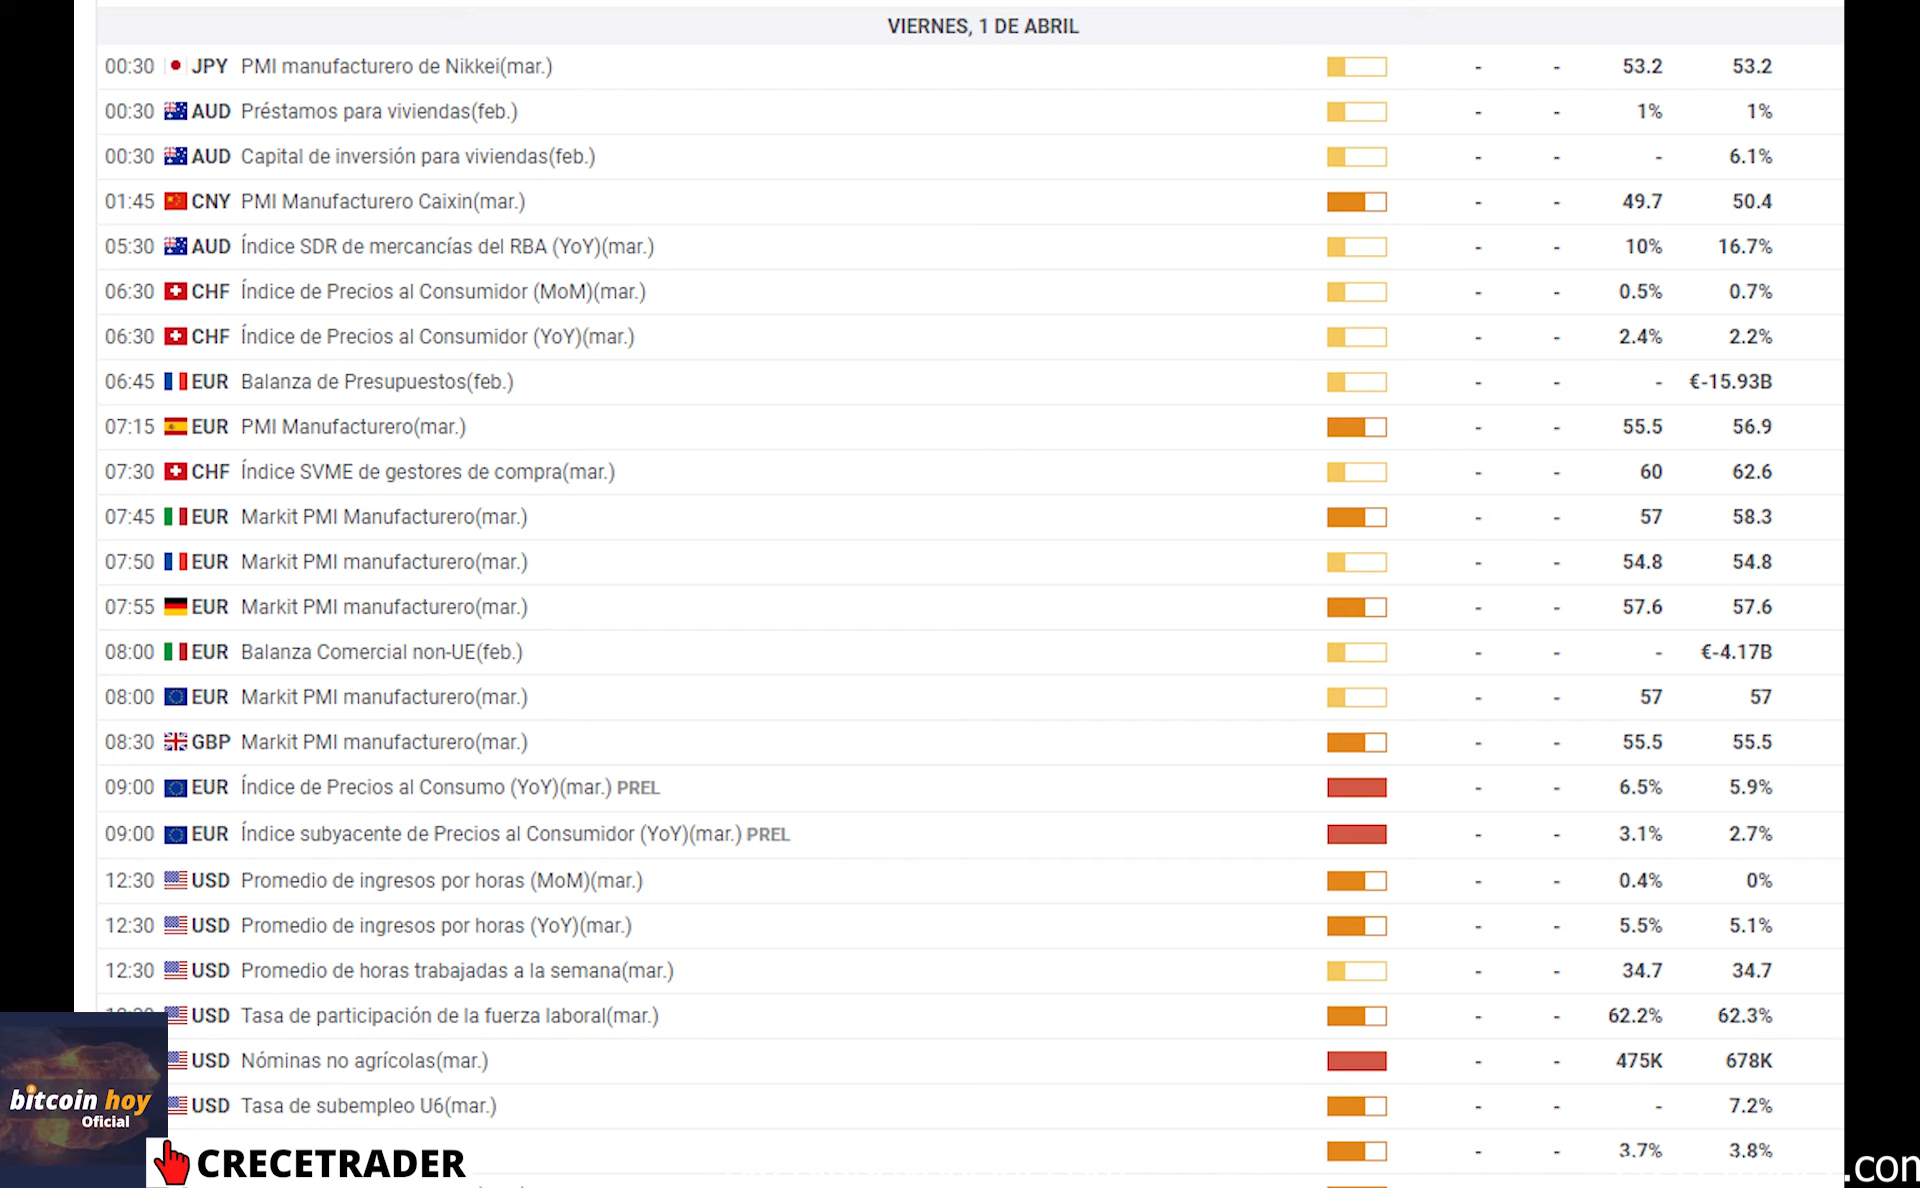 VIERNES, 1 DE ABRIL
00:30 JPY PMI manufacturero de Nikkei(mar.) - - 53.2 53.2
00:30 AUD Préstamos para viviendas(feb.) - - 1% 1%
00:30 AUD Capital de inversión para viviendas(feb.) - - - 6.1%
01:45 CNY PMI Manufacturero Caixin(mar.) - - 49.7 50.4
05:30 AUD Índice SDR de mercancías del RBA (YoY)(mar.) - - 10% 16.7%
06:30 CHF Índice de Precios al Consumidor (MoM)(mar.) - - 0.5% 0.7%
06:30 CHF Índice de Precios al Consumidor (YoY)(mar.) - - 2.4% 2.2%
06:45 EUR Balanza de Presupuestos(feb.) - - - €-15.93B
07:15 EUR PMI Manufacturero(mar.) - - 55.5 56.9
07:30 CHF Índice SVME de gestores de compra(mar.) - - 60 62.6
07:45 EUR Markit PMI Manufacturero(mar.) - - 57 58.3
07:50 EUR Markit PMI manufacturero(mar.) - - 54.8 54.8
07:55 EUR Markit PMI manufacturero(mar.) - - 57.6 57.6
08:00 EUR Balanza Comercial non-UE(feb.) - - - €-4.17B
08:00 EUR Markit PMI manufacturero(mar.) - - 57 57
08:30 GBP Markit PMI manufacturero(mar.) - - 55.5 55.5
09:00 EUR Índice de Precios al Consumo (YoY)(mar.) PREL - - 6.5% 5.9%
09:00 EUR Índice subyacente de Precios al Consumidor (YoY)(mar.) PREL - - 3.1% 2.7%
12:30 USD Promedio de ingresos por horas (MoM)(mar.) - - 0.4% 0%
12:30 USD Promedio de ingresos por horas (YoY)(mar.) - - 5.5% 5.1%
12:30 USD Promedio de horas trabajadas a la semana(mar.) - - 34.7 34.7
USD Tasa de participación de la fuerza laboral(mar.) - - 62.2% 62.3%
USD Nóminas no agrícolas(mar.) - - 475K 678K
USD Tasa de subempleo U6(mar.) - - - 7.2%
- - 3.7% 3.8%
bitcoin hoy
Oficial
CRECETRADER